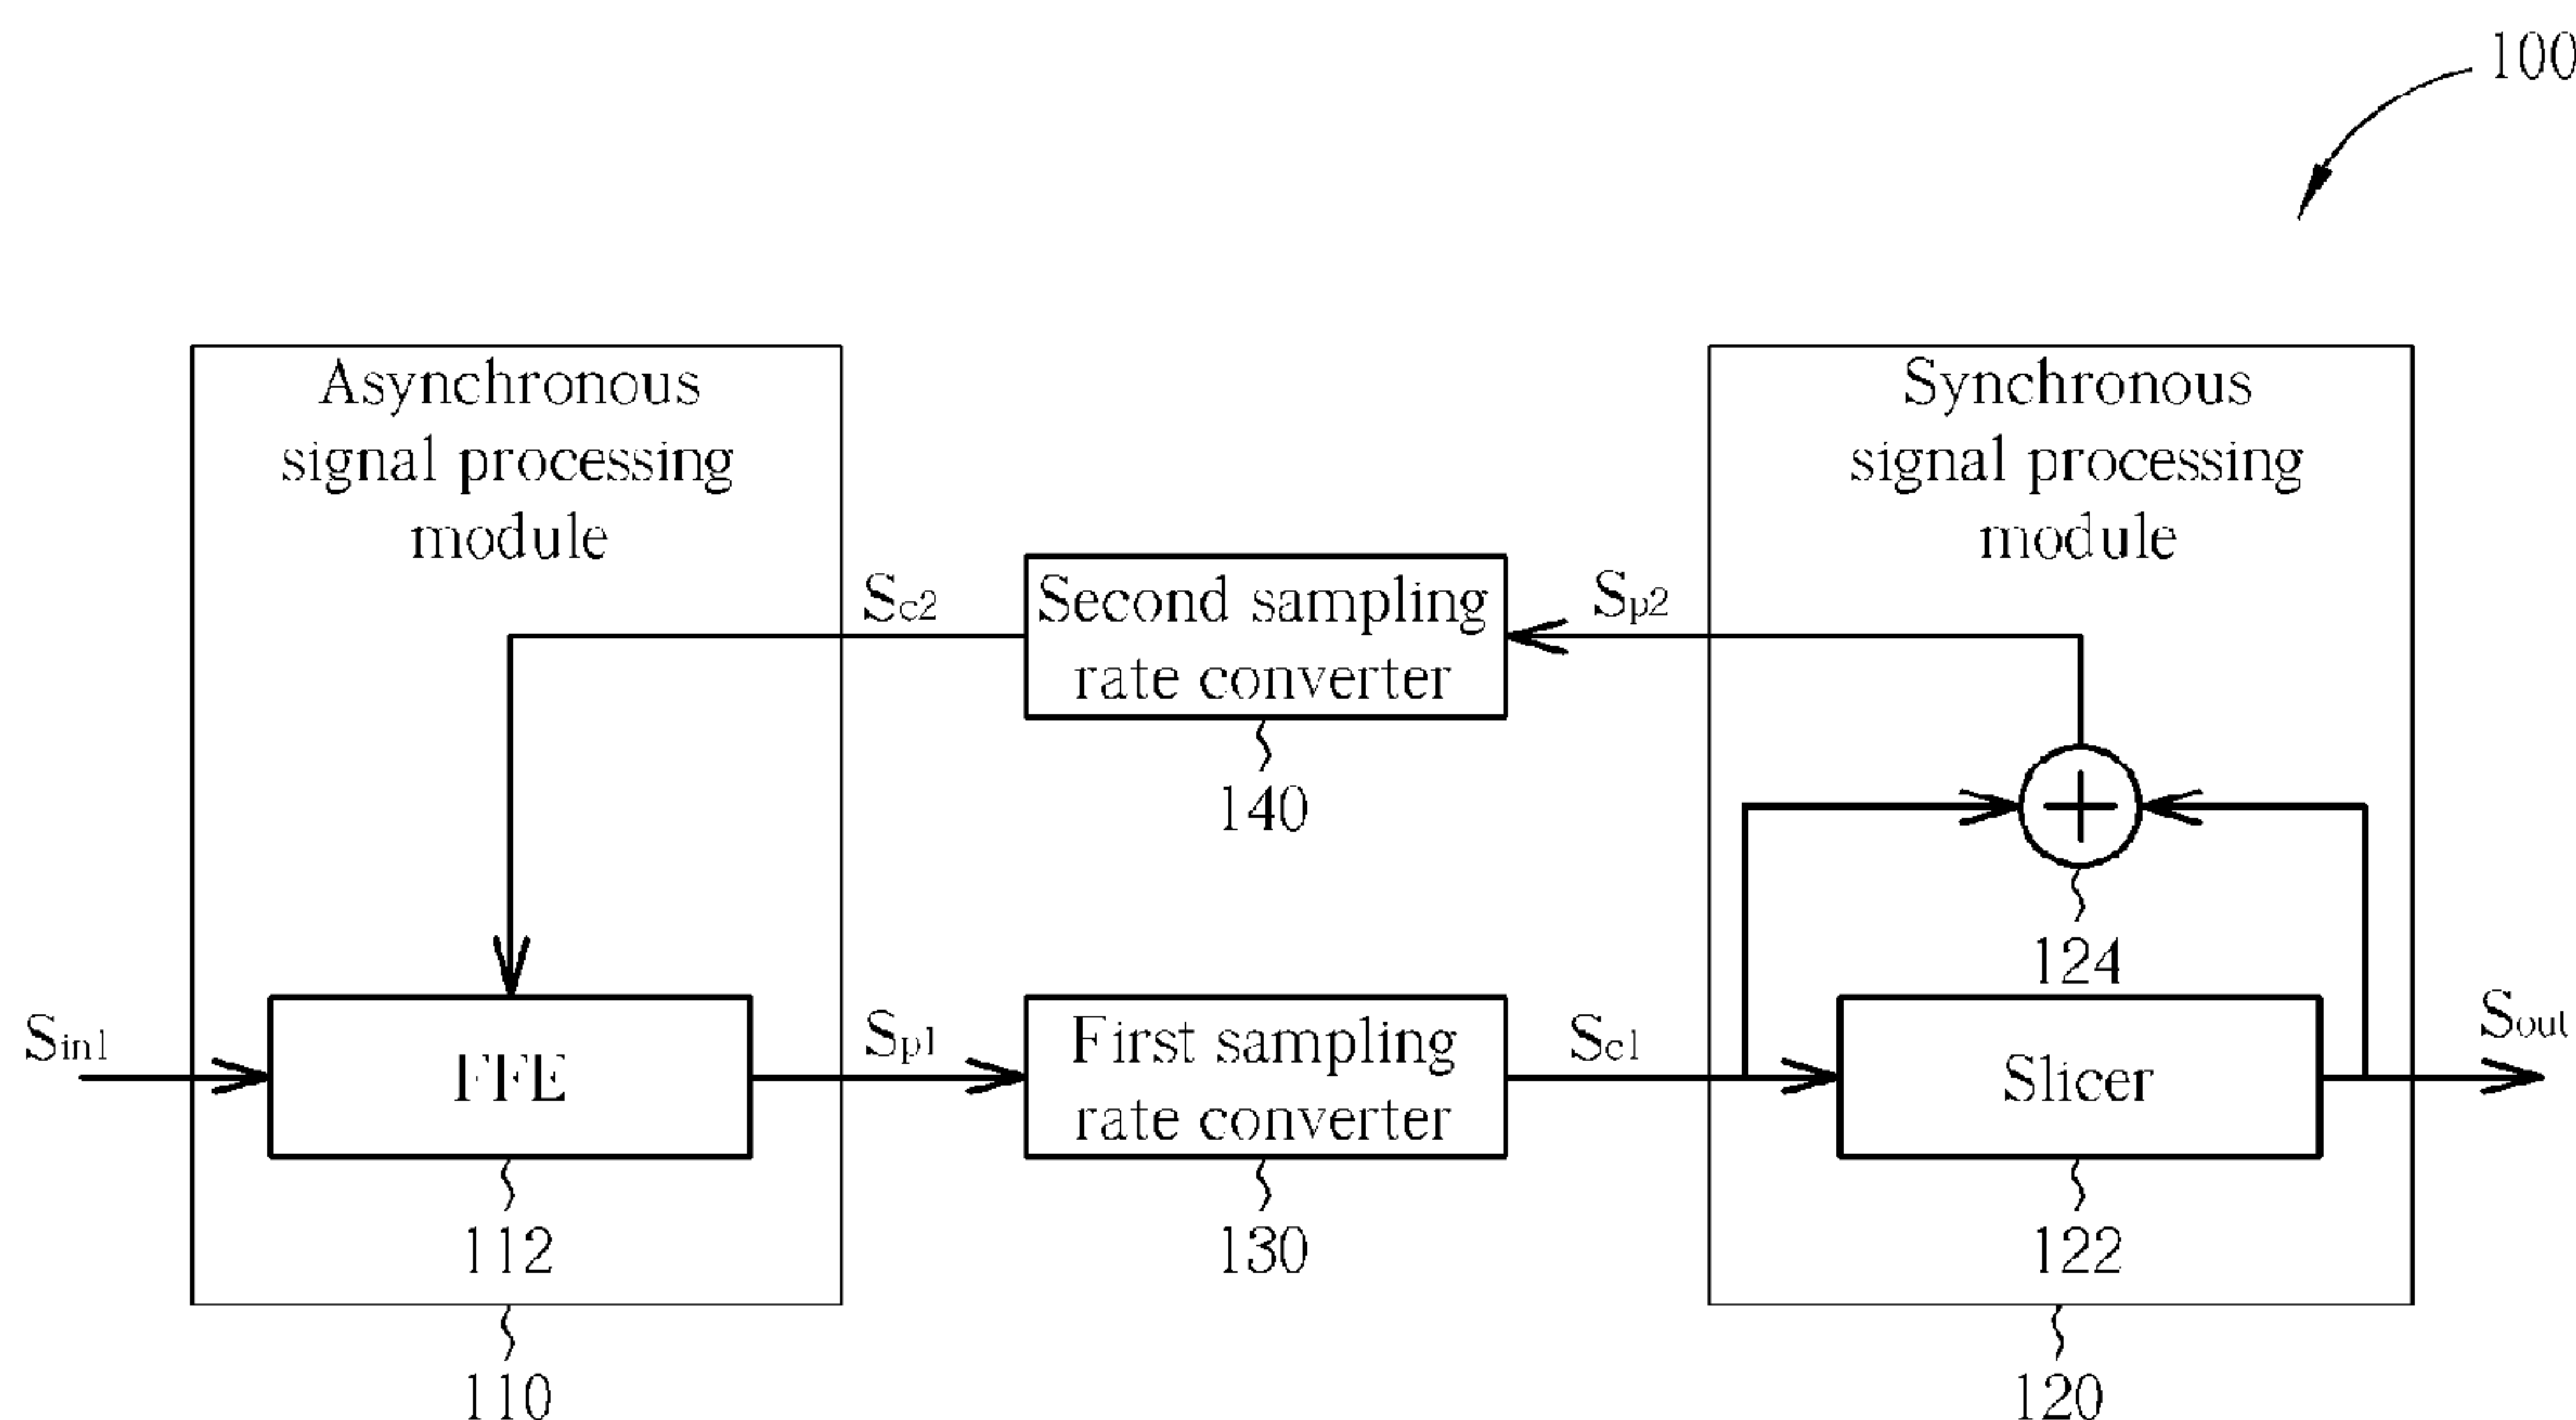 100
Asynchronous
signal processing
module
Synchronous
signal processing
module
Sc2
Second sampling
rate converter
Sp2
140
124
Sin1
FFE
Sp1
First sampling
rate converter
Sc1
Slicer
Sout
112
130
122
110
120